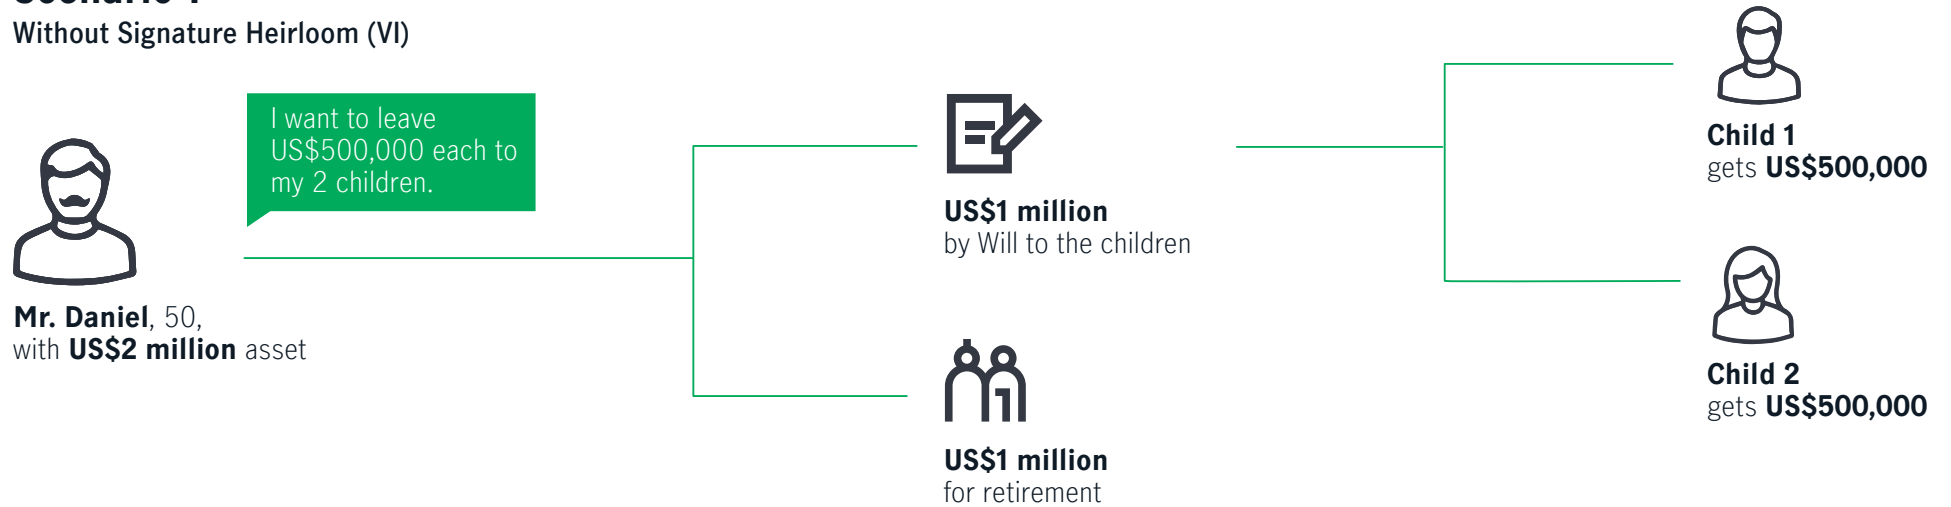 Without Signature Heirloom (VI)
I want to leave
US$500,000 each to
my 2 children.
Mr. Daniel, 50,
with US$2 million asset
US$1 million
by Will to the children
US$1 million
for retirement
Child 1
gets US$500,000
Child 2
gets US$500,000